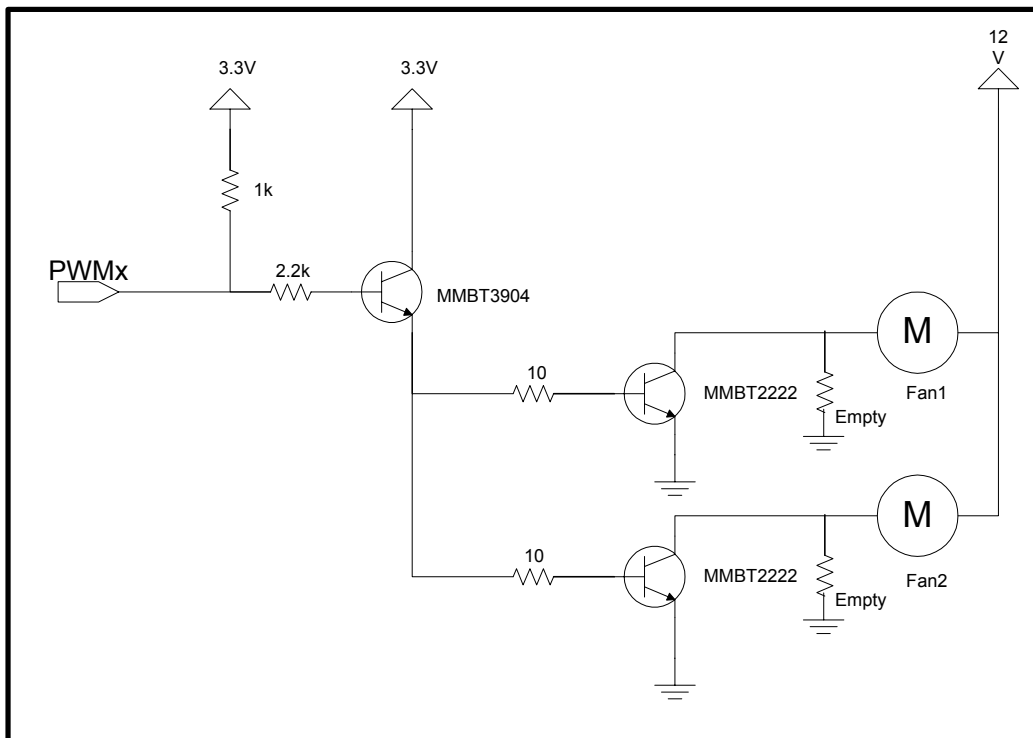 12
V
3.3V
3.3V
1k
PWMx
2.2k
MMBT3904
M
10
MMBT2222
Fan1
Empty
M
10
MMBT2222
Fan2
Empty